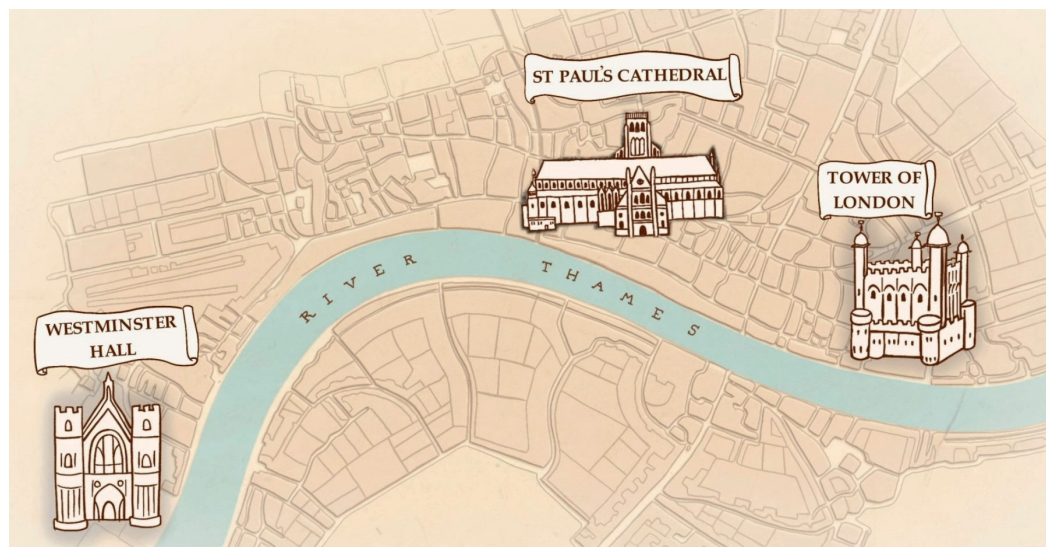 ST PAUL'S CATHEDRAL
TOWER OF
LONDON
RIVER THAMES
WESTMINSTER
HALL